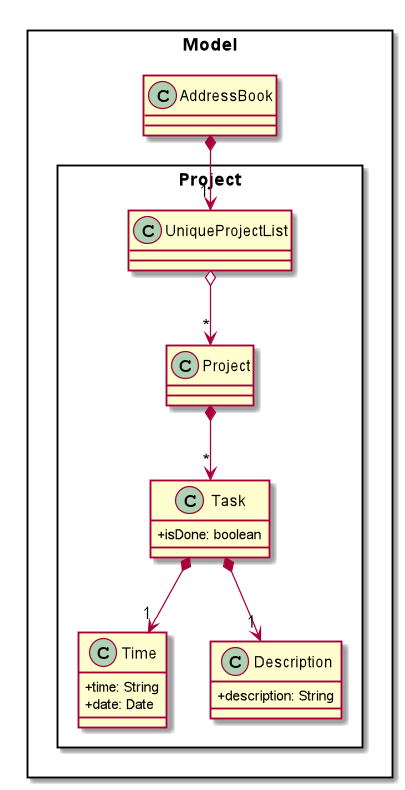 Model
C AddressBook
Project
1
C UniqueProjectList
*
C Project
*
C Task
+isDone: boolean
1
1
C Time
C Description
+time: String
+date: Date
+description: String